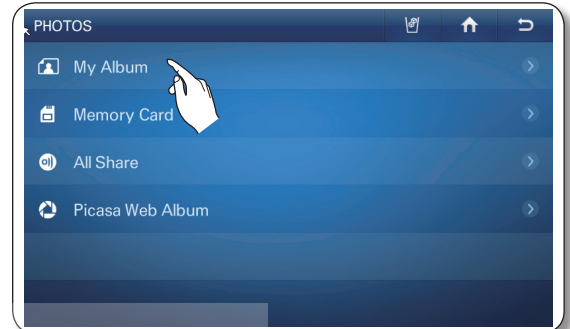 PHOTOS
My Album
Memory Card
All Share
Picasa Web Album